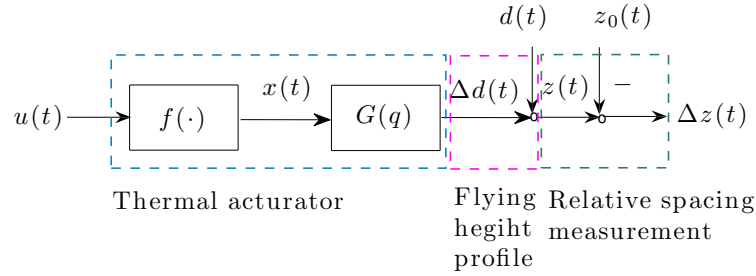 d(t)
z₀(t)
x(t)
Δd(t)
z(t)
−
u(t)
f(·)
G(q)
Δz(t)
Thermal acturator
Flying
hegiht
profile
Relative spacing
measurement